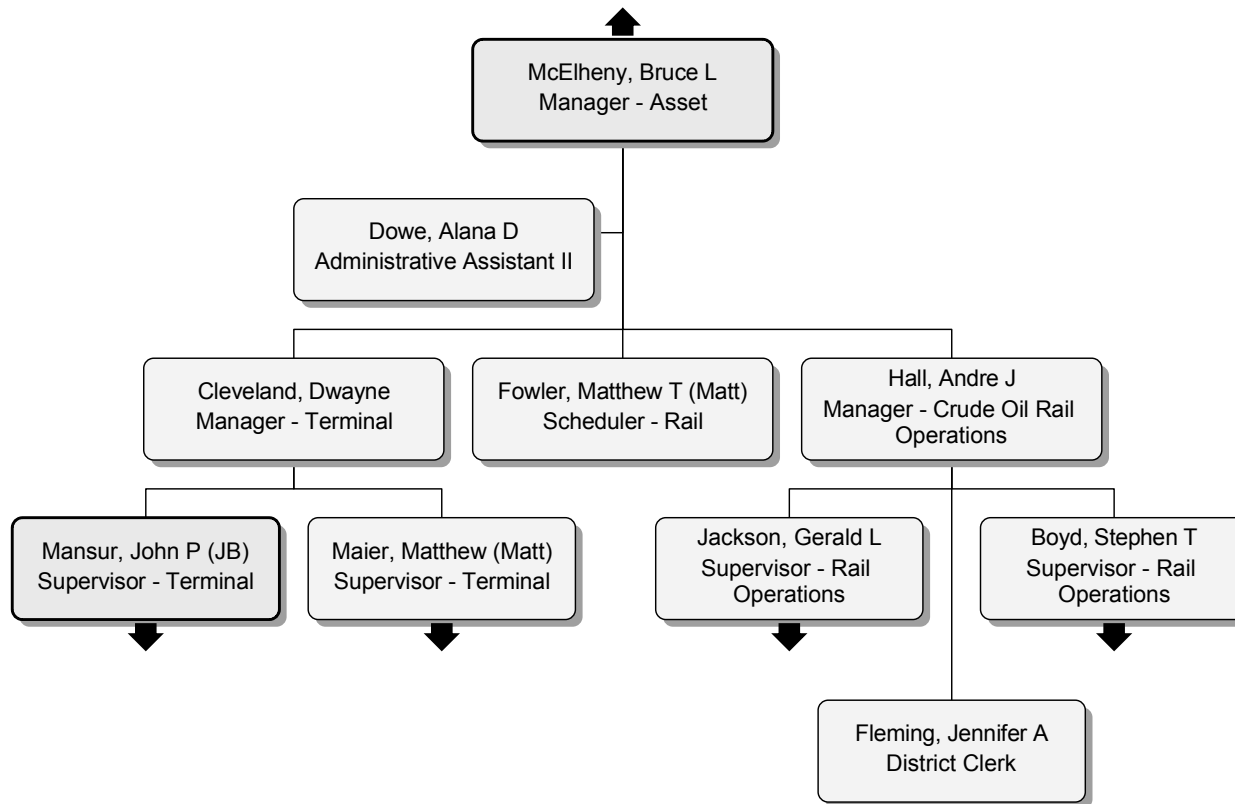 McElheny, Bruce L
Manager - Asset
Dowe, Alana D
Administrative Assistant II
Cleveland, Dwayne
Manager - Terminal
Fowler, Matthew T (Matt)
Scheduler - Rail
Hall, Andre J
Manager - Crude Oil Rail
Operations
Mansur, John P (JB)
Supervisor - Terminal
Maier, Matthew (Matt)
Supervisor - Terminal
Jackson, Gerald L
Supervisor - Rail
Operations
Boyd, Stephen T
Supervisor - Rail
Operations
Fleming, Jennifer A
District Clerk